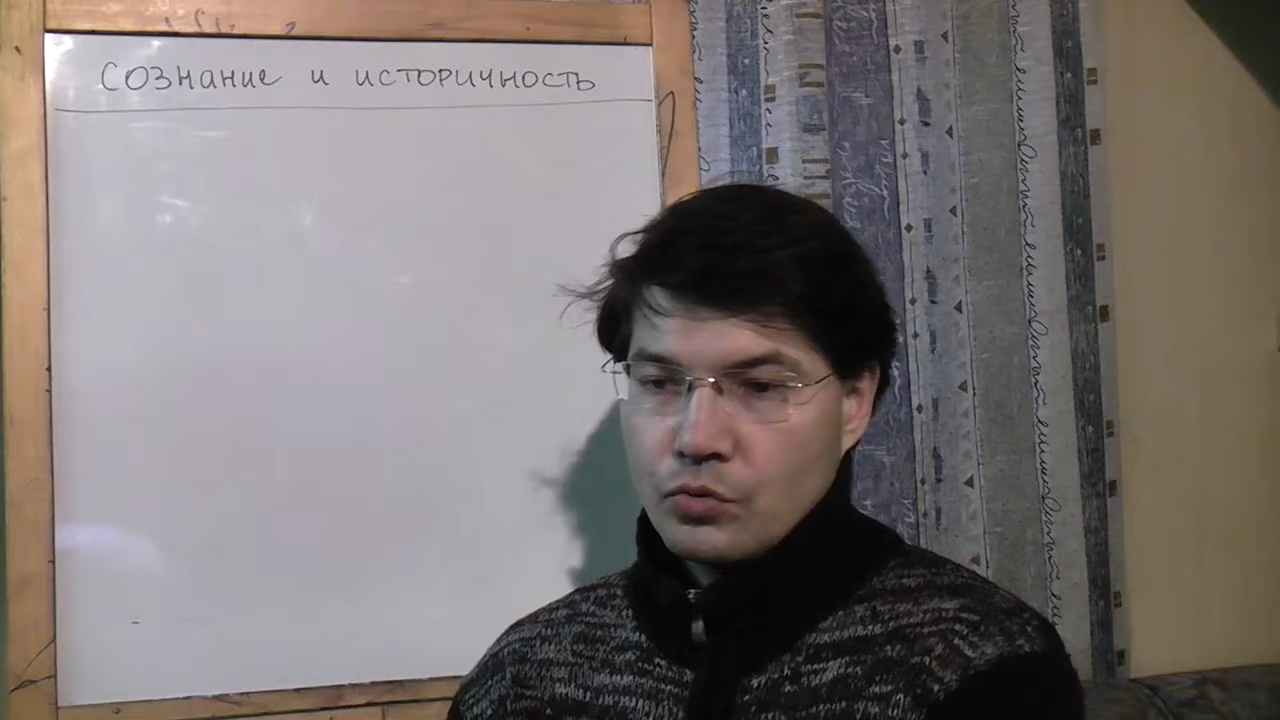 сознание и историчность